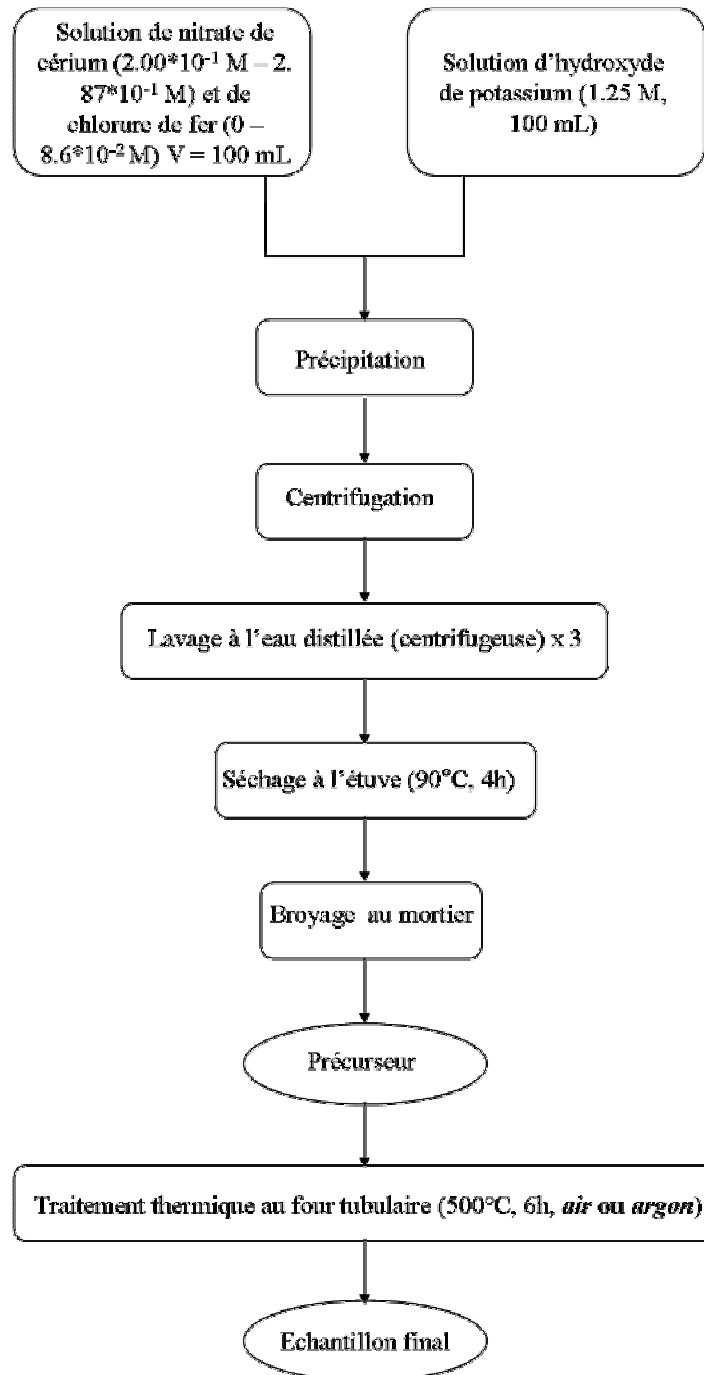 Solution de nitrate de
cérium (2.00*10-1 M – 2.
87*10-1 M) et de
chlorure de fer (0 –
8.6*10-2 M) V = 100 mL
Solution d’hydroxyde
de potassium (1.25 M,
100 mL)
Précipitation
Centrifugation
Lavage à l’eau distillée (centrifugeuse) x 3
Séchage à l’étuve (90°C, 4h)
Broyage au mortier
Précurseur
Traitement thermique au four tubulaire (500°C, 6h, air ou argon)
Echantillon final